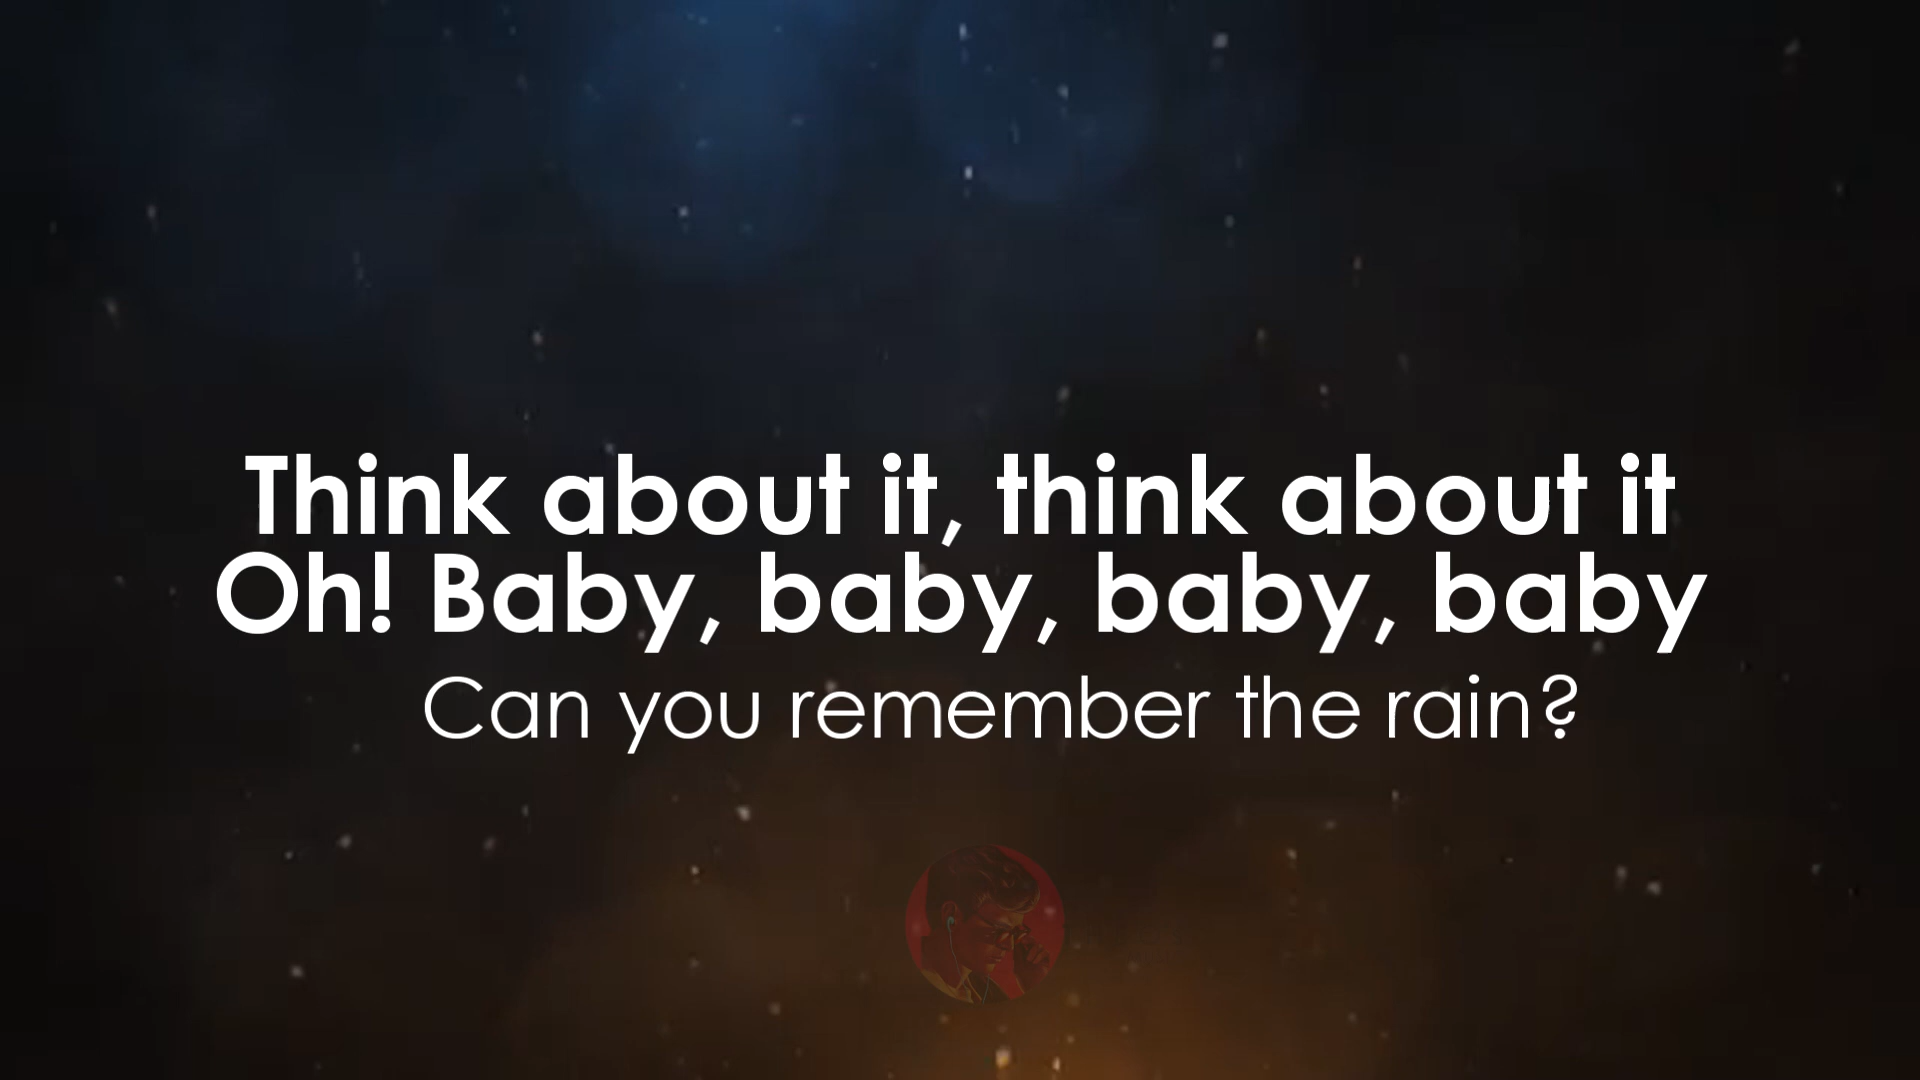 Think about it, think about it
Oh! Baby, baby, baby, baby
Can you remember the rain?